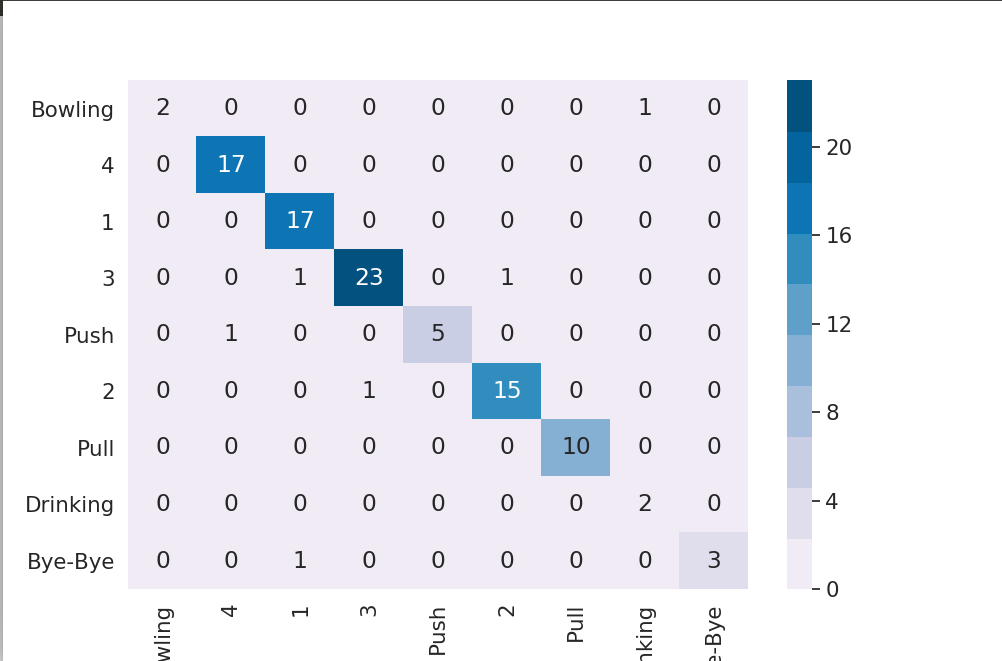 Bowling 2 0 0 0 0 0 0 1 0
4 0 17 0 0 0 0 0 0 0
1 0 0 17 0 0 0 0 0 0
3 0 0 1 23 0 1 0 0 0
Push 0 1 0 0 5 0 0 0 0
2 0 0 0 1 0 15 0 0 0
Pull 0 0 0 0 0 0 10 0 0
Drinking 0 0 0 0 0 0 0 2 0
Bye-Bye 0 0 1 0 0 0 0 0 3
wling 4 1 3 Push 2 Pull nking e-Bye
20
16
12
8
4
0